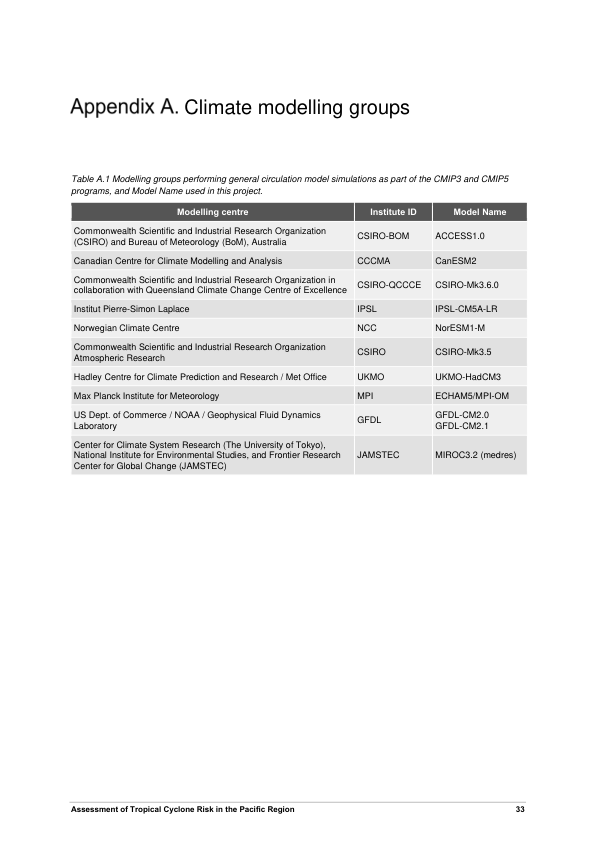 Appendix A. Climate modelling groups
Table A.1 Modelling groups performing general circulation model simulations as part of the CMIP3 and CMIP5
programs, and Model Name used in this project.
Modelling centre Institute ID Model Name
Commonwealth Scientific and Industrial Research Organization
(CSIRO) and Bureau of Meteorology (BoM), Australia
CSIRO-BOM ACCESS1.0
Canadian Centre for Climate Modelling and Analysis CCCMA CanESM2
Commonwealth Scientific and Industrial Research Organization in
collaboration with Queensland Climate Change Centre of Excellence
CSIRO-QCCCE CSIRO-Mk3.6.0
Institut Pierre-Simon Laplace IPSL IPSL-CM5A-LR
Norwegian Climate Centre NCC NorESM1-M
Commonwealth Scientific and Industrial Research Organization
Atmospheric Research
CSIRO CSIRO-Mk3.5
Hadley Centre for Climate Prediction and Research / Met Office UKMO UKMO-HadCM3
Max Planck Institute for Meteorology MPI ECHAM5/MPI-OM
US Dept. of Commerce / NOAA / Geophysical Fluid Dynamics
Laboratory
GFDL
GFDL-CM2.0
GFDL-CM2.1
Center for Climate System Research (The University of Tokyo),
National Institute for Environmental Studies, and Frontier Research
Center for Global Change (JAMSTEC)
JAMSTEC MIROC3.2 (medres)
Assessment of Tropical Cyclone Risk in the Pacific Region 33